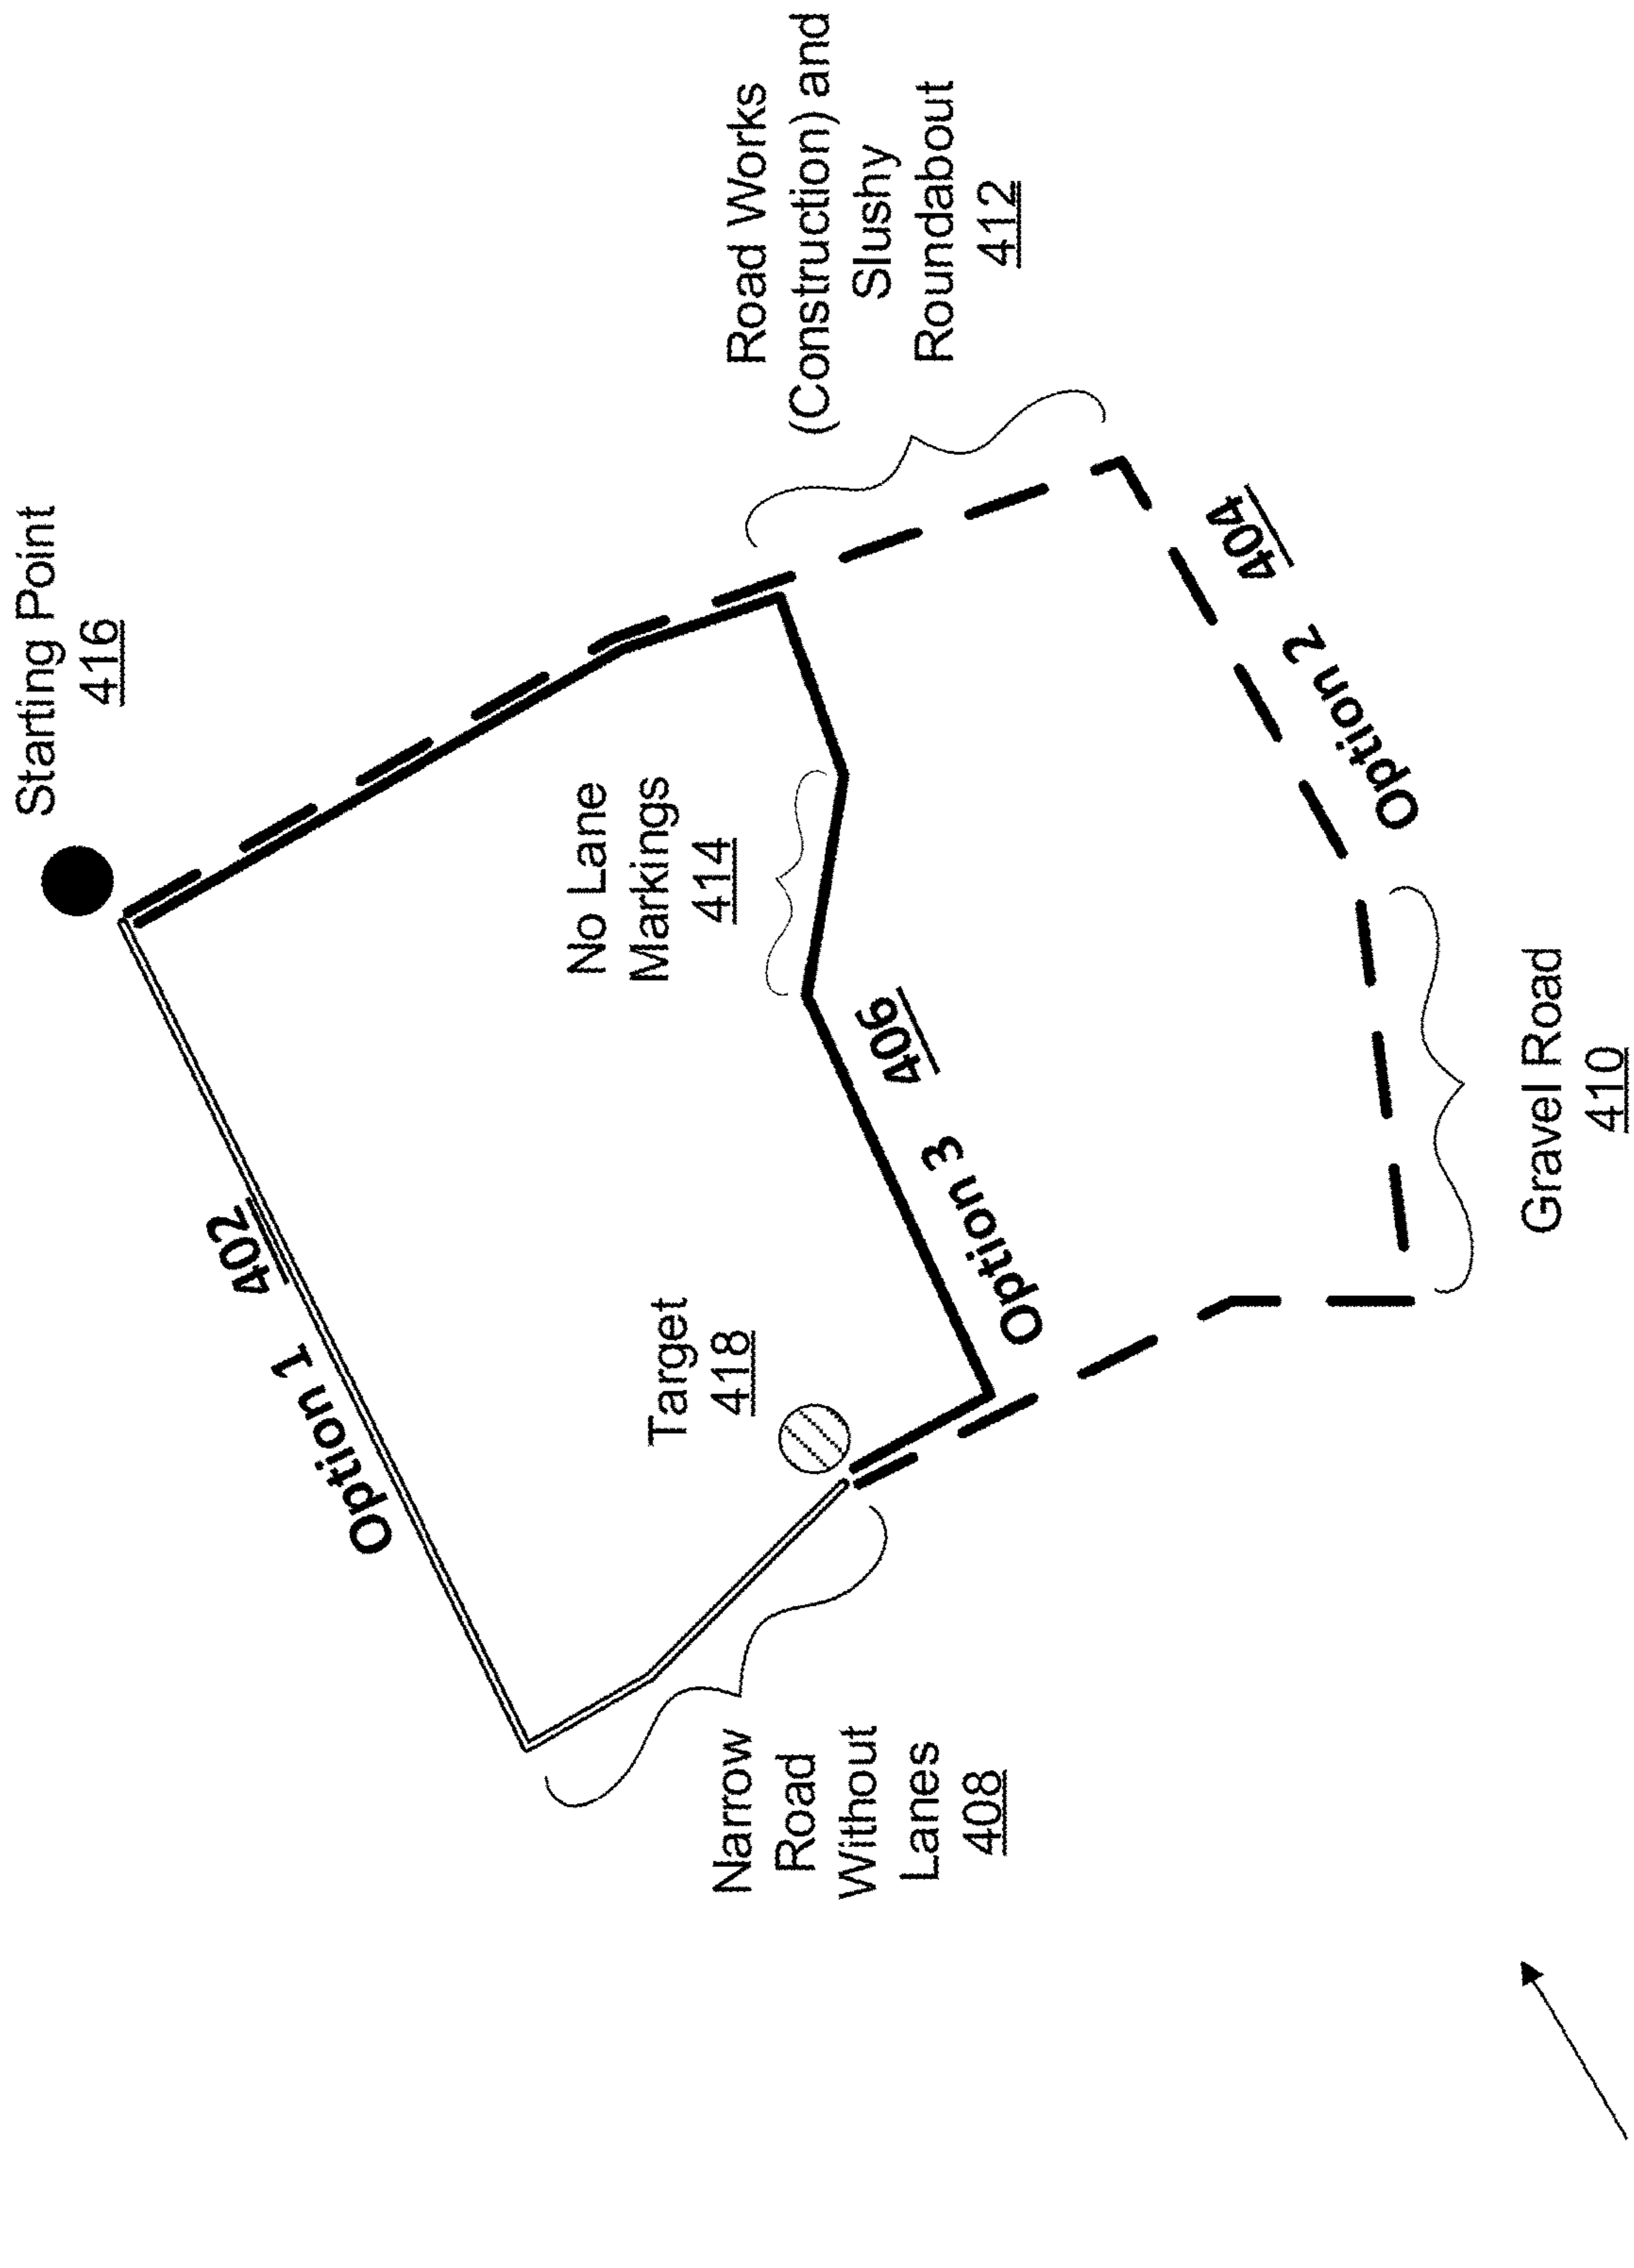 Starting Point
416
Road Works
(Construction) and
Slushy
Roundabout
412
No Lane
Markings
414
402
Option 1
Target
418
406
Option 3
404
Option 2
Narrow
Road
Without
Lanes
408
Gravel Road
410